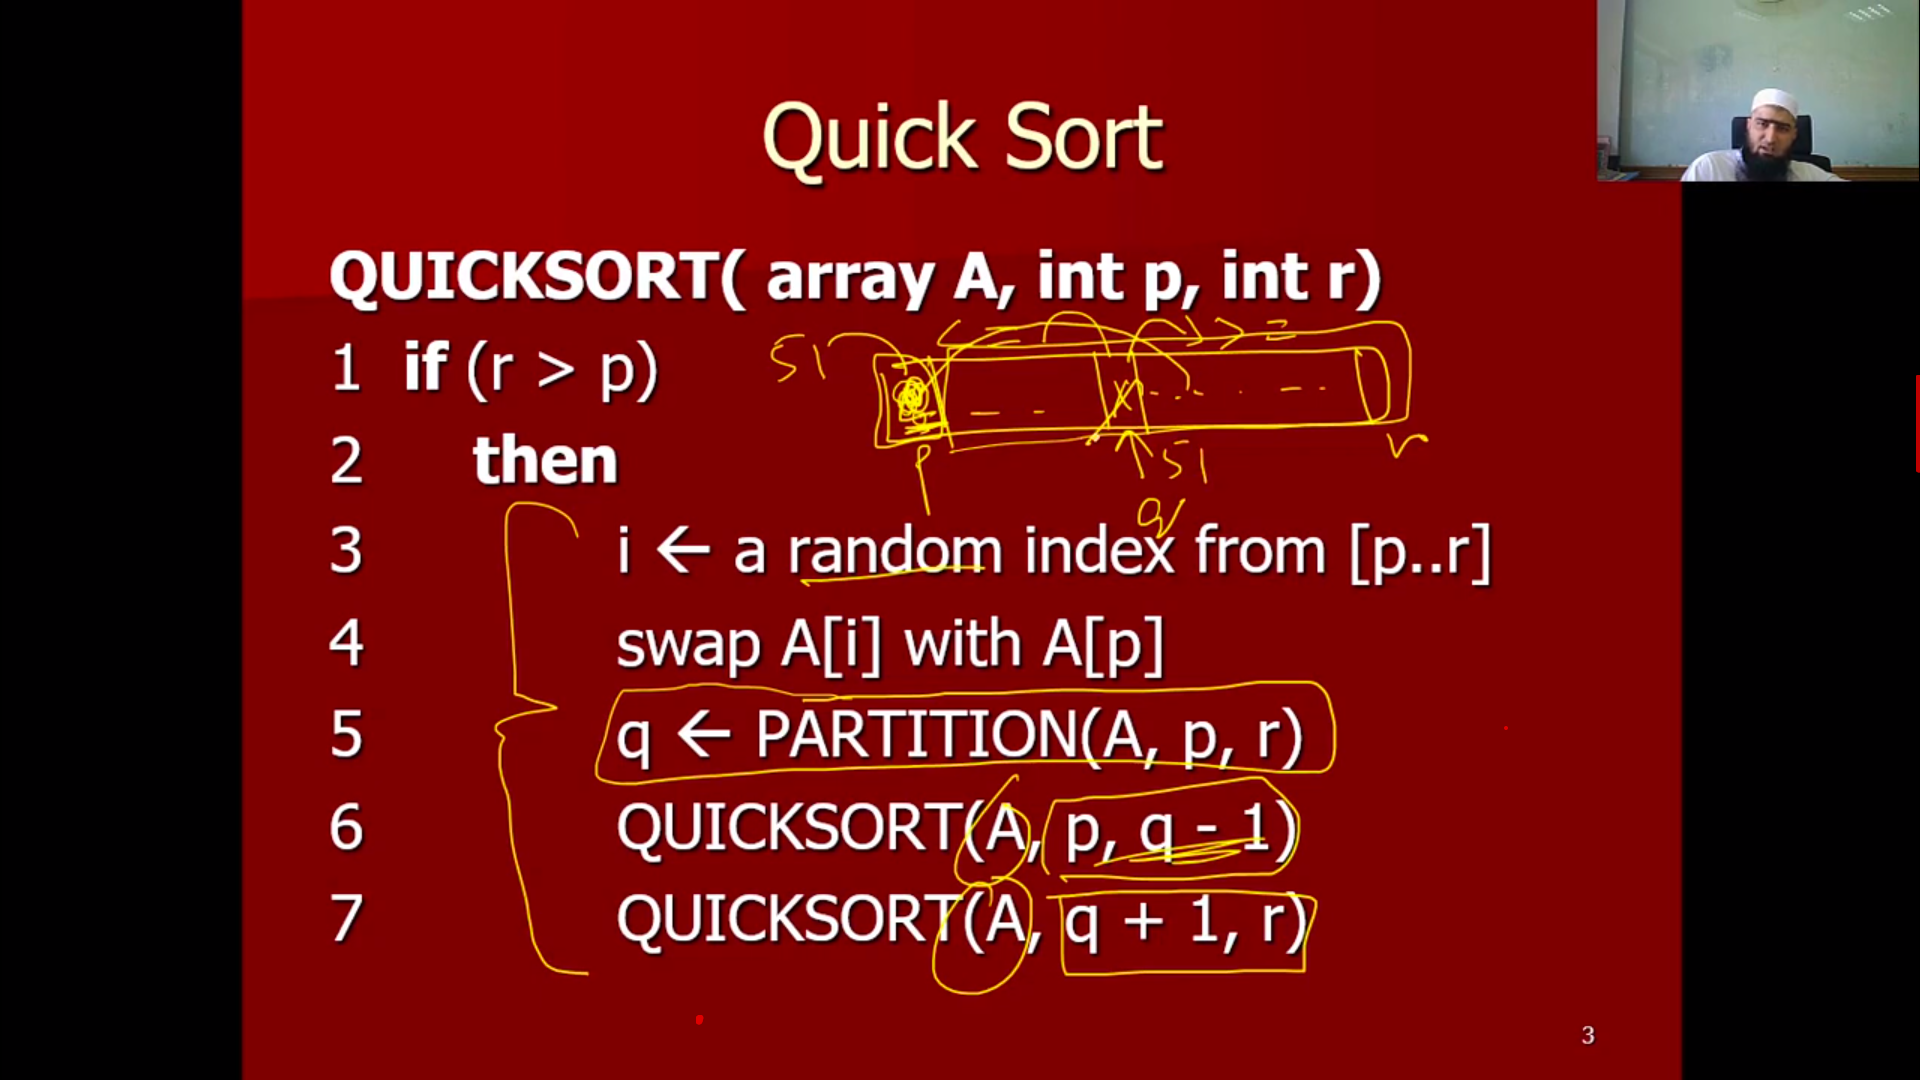 Quick Sort
QUICKSORT( array A, int p, int r)
1 if (r > p)
51
2 then
p
51
r
q
3 i ← a random index from [p..r]
4 swap A[i] with A[p]
5 q ← PARTITION(A, p, r)
6 QUICKSORT(A, p, q - 1)
7 QUICKSORT(A, q + 1, r)
3